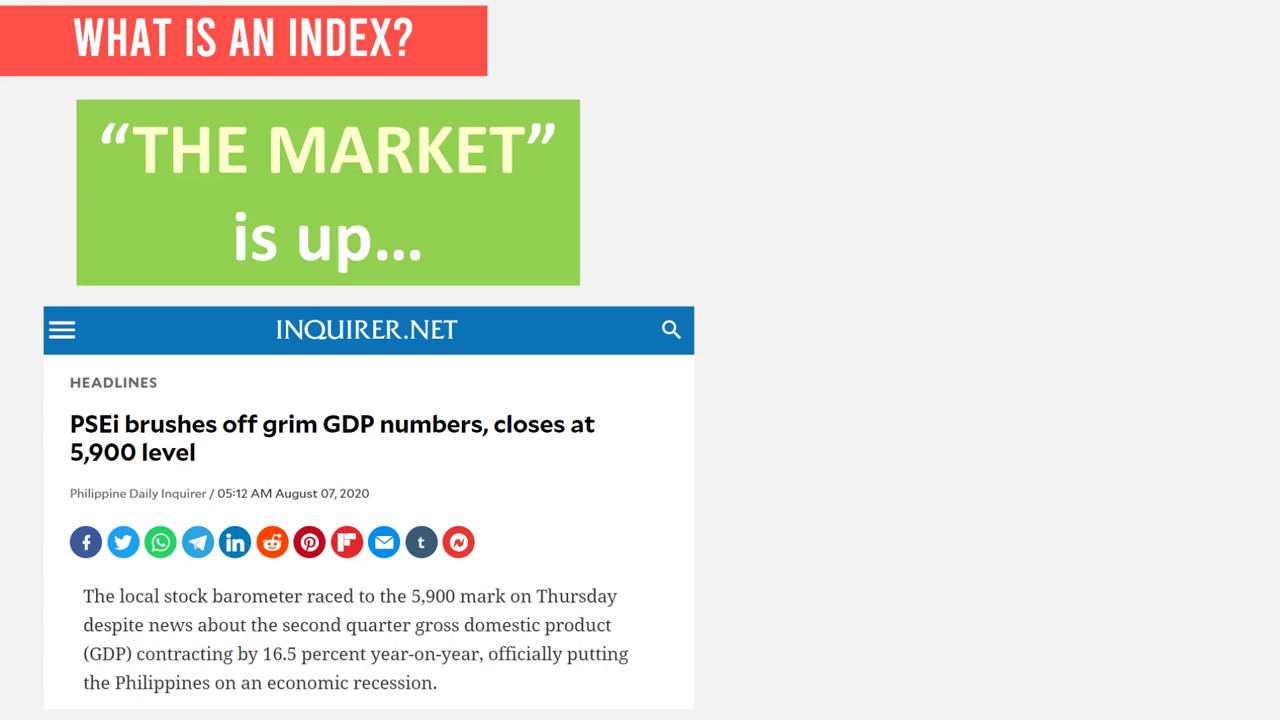 WHAT IS AN INDEX?
“THE MARKET”
is up...
INQUIRER.NET
HEADLINES
PSEi brushes off grim GDP numbers, closes at
5,900 level
Philippine Daily Inquirer / 05:12 AM August 07, 2020
The local stock barometer raced to the 5,900 mark on Thursday
despite news about the second quarter gross domestic product
(GDP) contracting by 16.5 percent year-on-year, officially putting
the Philippines on an economic recession.